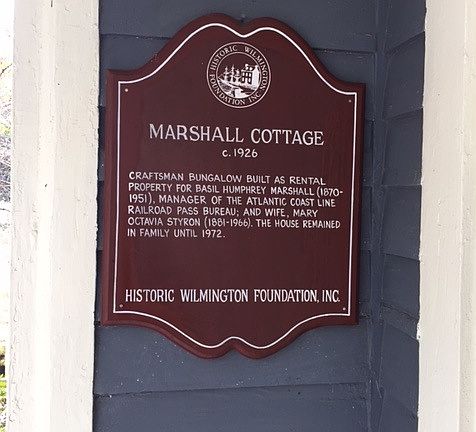 HISTORIC WILMINGTON
FOUNDATION INC
MARSHALL COTTAGE
c. 1926
CRAFTSMAN BUNGALOW BUILT AS RENTAL
PROPERTY FOR BASIL HUMPHREY MARSHALL (1870-
1951), MANAGER OF THE ATLANTIC COAST LINE
RAILROAD PASS BUREAU; AND WIFE, MARY
OCTAVIA STYRON (1881-1966). THE HOUSE REMAINED
IN FAMILY UNTIL 1972.
HISTORIC WILMINGTON FOUNDATION, INC.